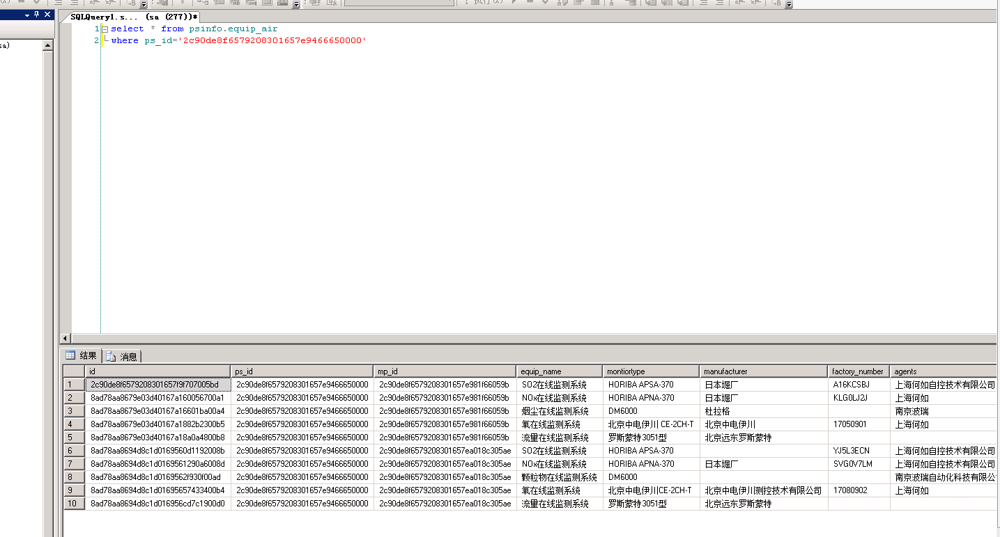 SQLQuery1.s... (sa (277))*
sa)
1 select * from psinfo.equip_air
2 where ps_id='2c90de8f6579208301657e9466650000'
结果 消息
id ps_id mp_id equip_name montiortype manufacturer factory_number agents
1 2c90de8f6579208301657f9f707005bd 2c90de8f6579208301657e9466650000 2c90de8f6579208301657e981f66059b SO2在线监测系统 HORIBA APSA-370 日本堀厂 A16KCSBJ 上海何如自控技术有限公司
2 8ad78aa8679e03d40167a160056700a1 2c90de8f6579208301657e9466650000 2c90de8f6579208301657e981f66059b NOx在线监测系统 HORIBA APNA-370 日本堀厂 KLG0LJ2J 上海何如
3 8ad78aa8679e03d40167a16601ba00a4 2c90de8f6579208301657e9466650000 2c90de8f6579208301657e981f66059b 烟尘在线监测系统 DM6000 杜拉格 南京波瑞
4 8ad78aa8679e03d40167a1882b2300b5 2c90de8f6579208301657e9466650000 2c90de8f6579208301657e981f66059b 氧在线监测系统 北京中电伊川| CE-2CH-T 北京中电伊川| 17050901 上海何如
5 8ad78aa8679e03d40167a18a0a4800b8 2c90de8f6579208301657e9466650000 2c90de8f6579208301657e981f66059b 流量在线监测系统 罗斯蒙特3051型 北京远东罗斯蒙特
6 8ad78aa8694d8c1d0169560d1192008b 2c90de8f6579208301657e9466650000 2c90de8f6579208301657ea018c305ae SO2在线监测系统 HORIBA APSA-370 YJ5L3ECN 上海何如自控技术有限公司
7 8ad78aa8694d8c1d0169561290a6008d 2c90de8f6579208301657e9466650000 2c90de8f6579208301657ea018c305ae NOx在线监测系统 HORIBA APNA-370 日本堀厂 SVG0V7LM 上海何如自控技术有限公司
8 8ad78aa8694d8c1d0169562f930f00ad 2c90de8f6579208301657e9466650000 2c90de8f6579208301657ea018c305ae 颗粒物在线监测系统 DM6000 南京波瑞自动化科技有限公
9 8ad78aa8694d8c1d01695657433400b4 2c90de8f6579208301657e9466650000 2c90de8f6579208301657ea018c305ae 氧在线监测系统 北京中电伊川|CE-2CH-T 北京中电伊川测控技术有限公司 17080902 上海何如
10 8ad78aa8694d8c1d016956cd7c1900d0 2c90de8f6579208301657e9466650000 2c90de8f6579208301657ea018c305ae 流量在线监测系统 罗斯蒙特3051型 北京远东罗斯蒙特